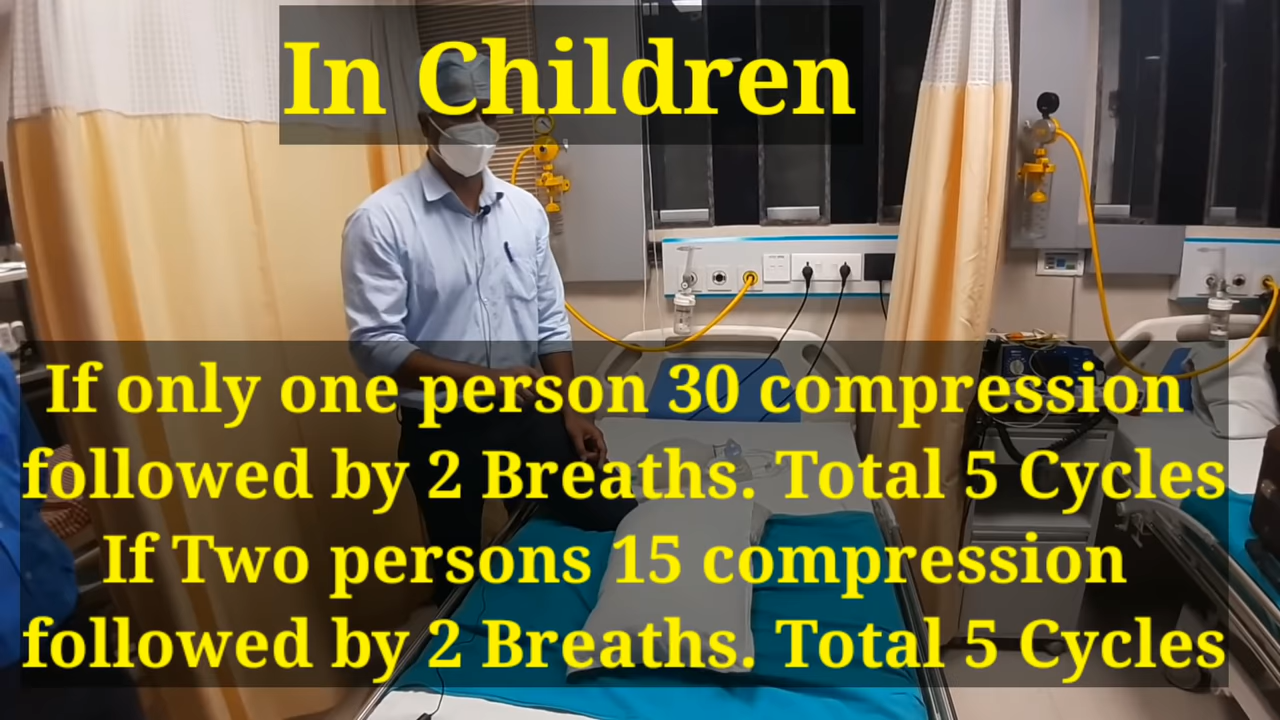 In Children
If only one person 30 compression
followed by 2 Breaths. Total 5 Cycles
If Two persons 15 compression
followed by 2 Breaths. Total 5 Cycles